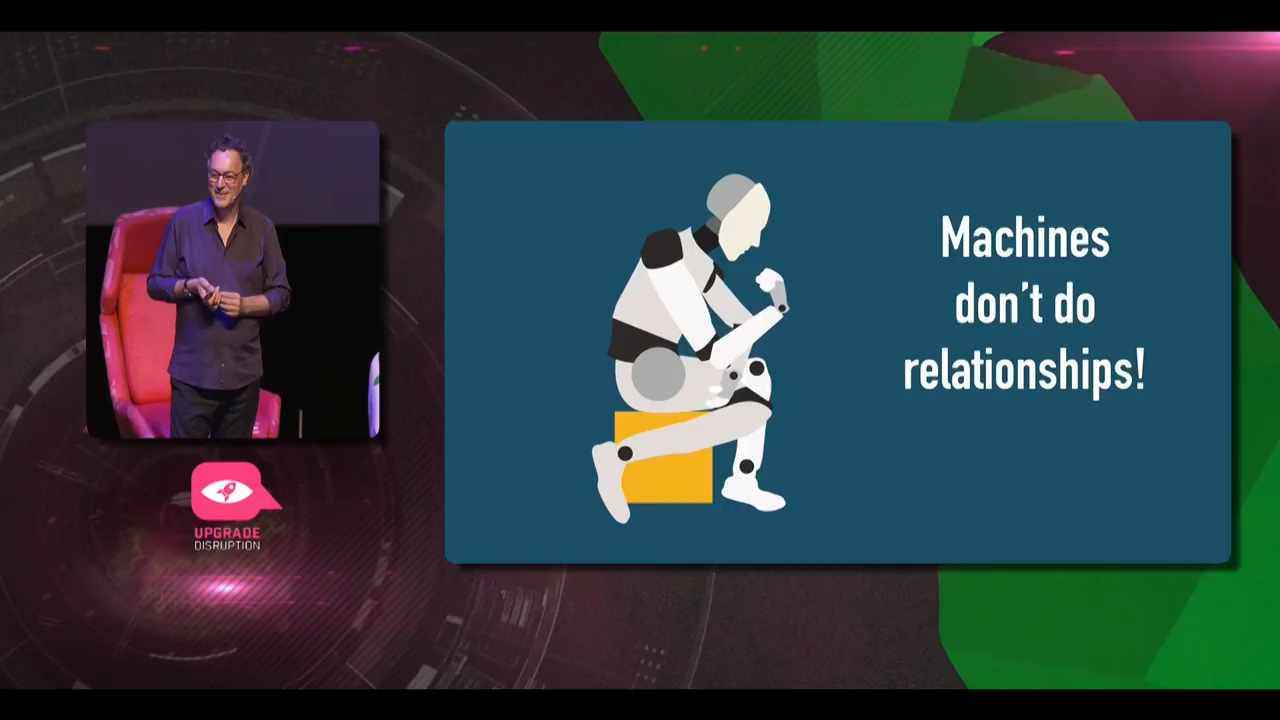 UPGRADE
DISRUPTION
Machines
don't do
relationships!